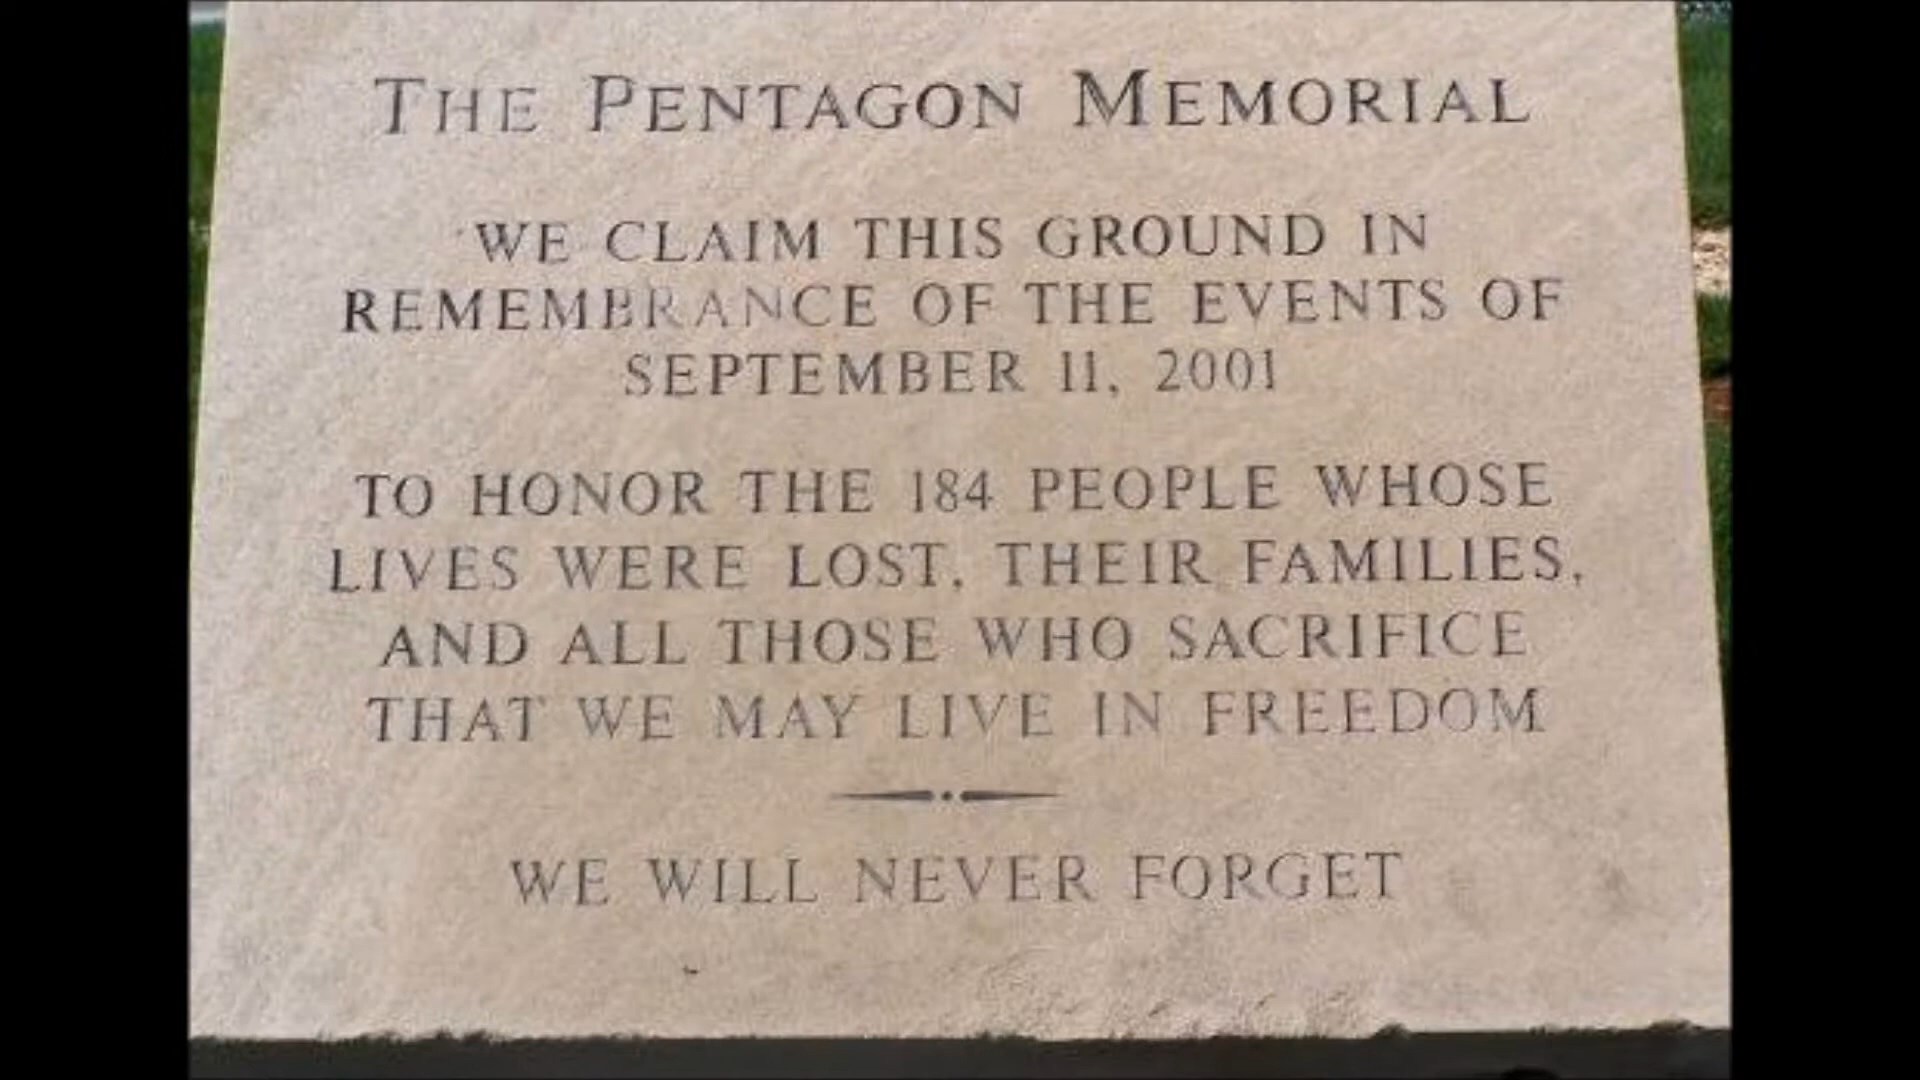 THE PENTAGON MEMORIAL
WE CLAIM THIS GROUND IN
REMEMBRANCE OF THE EVENTS OF
SEPTEMBER 11, 2001
TO HONOR THE 184 PEOPLE WHOSE
LIVES WERE LOST, THEIR FAMILIES,
AND ALL THOSE WHO SACRIFICE
THAT WE MAY LIVE IN FREEDOM
WE WILL NEVER FORGET